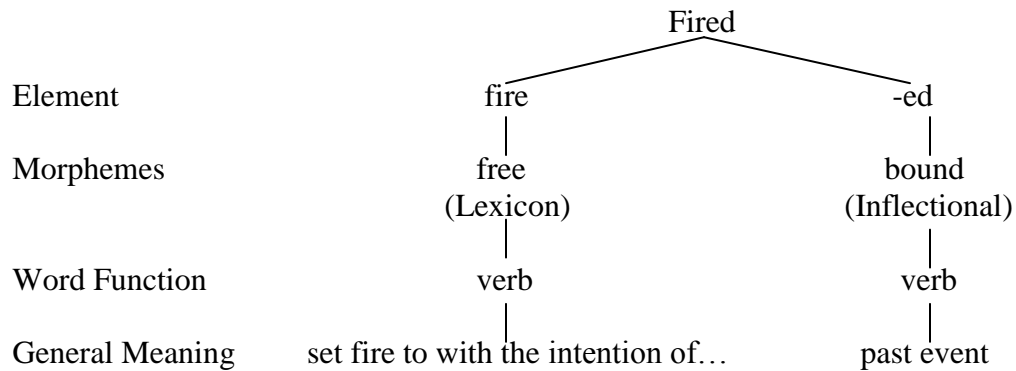 Fired
Element fire -ed
Morphemes free bound
(Lexicon) (Inflectional)
Word Function verb verb
General Meaning set fire to with the intention of… past event